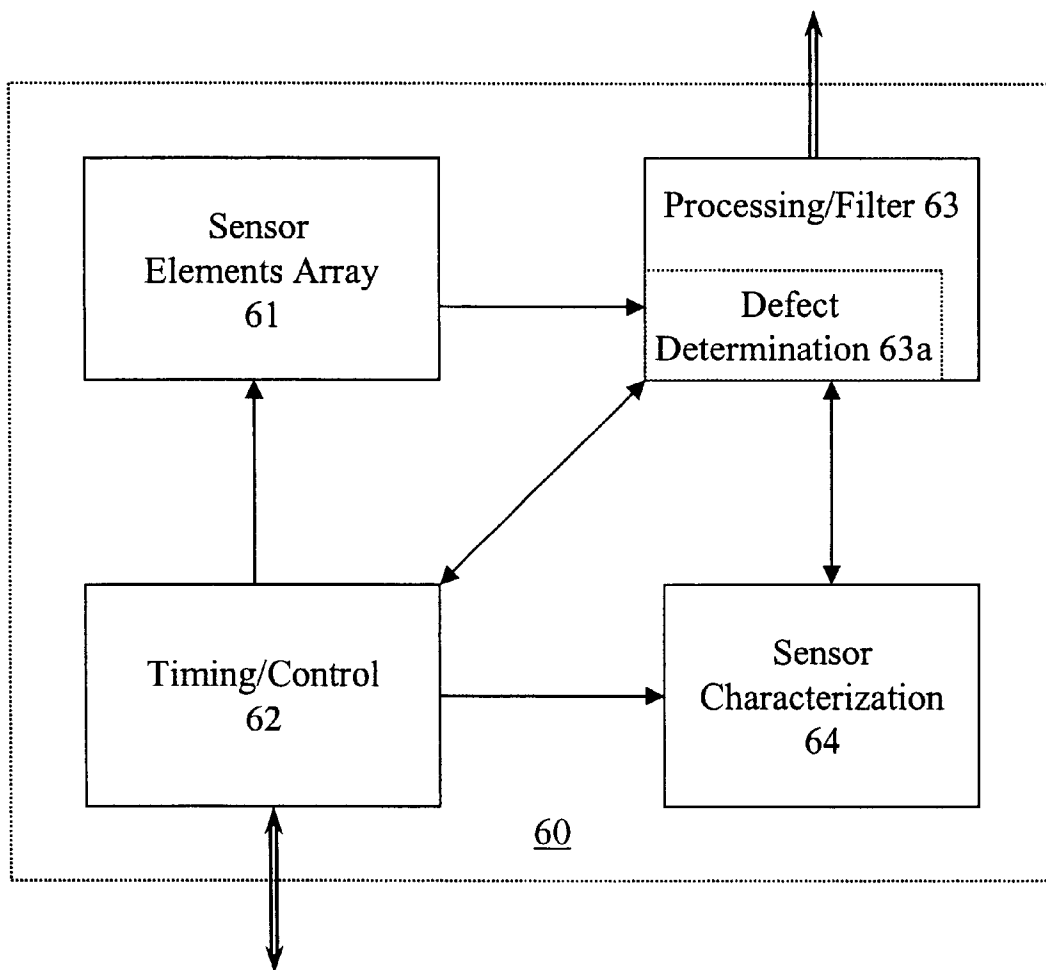 Sensor
Elements Array
61
Processing/Filter 63
Defect
Determination 63a
Timing/Control
62
Sensor
Characterization
64
60